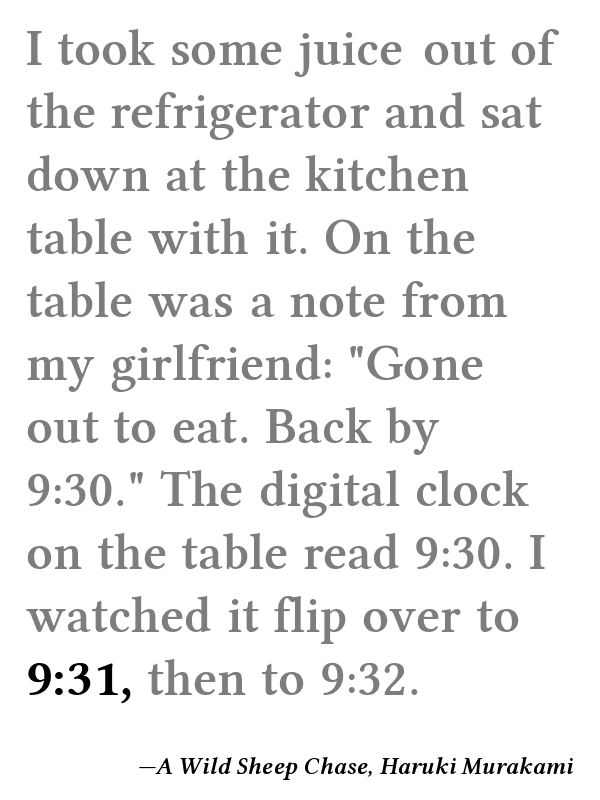 I took some juice out of
the refrigerator and sat
down at the kitchen
table with it. On the
table was a note from
my girlfriend: "Gone
out to eat. Back by
9:30." The digital clock
on the table read 9:30. I
watched it flip over to
9:31, then to 9:32.
—A Wild Sheep Chase, Haruki Murakami